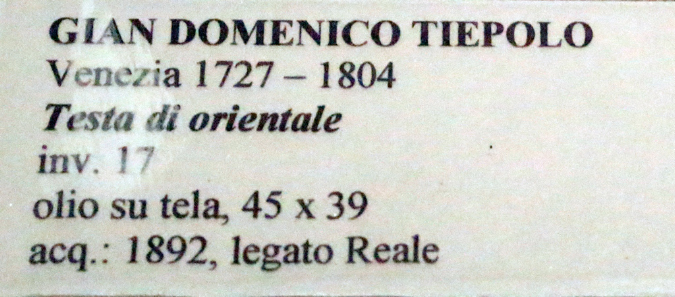 GIAN DOMENICO TIEPOLO
Venezia 1727 – 1804
Testa di orientale
inv. 17
olio su tela, 45 x 39
acq.: 1892, legato Reale